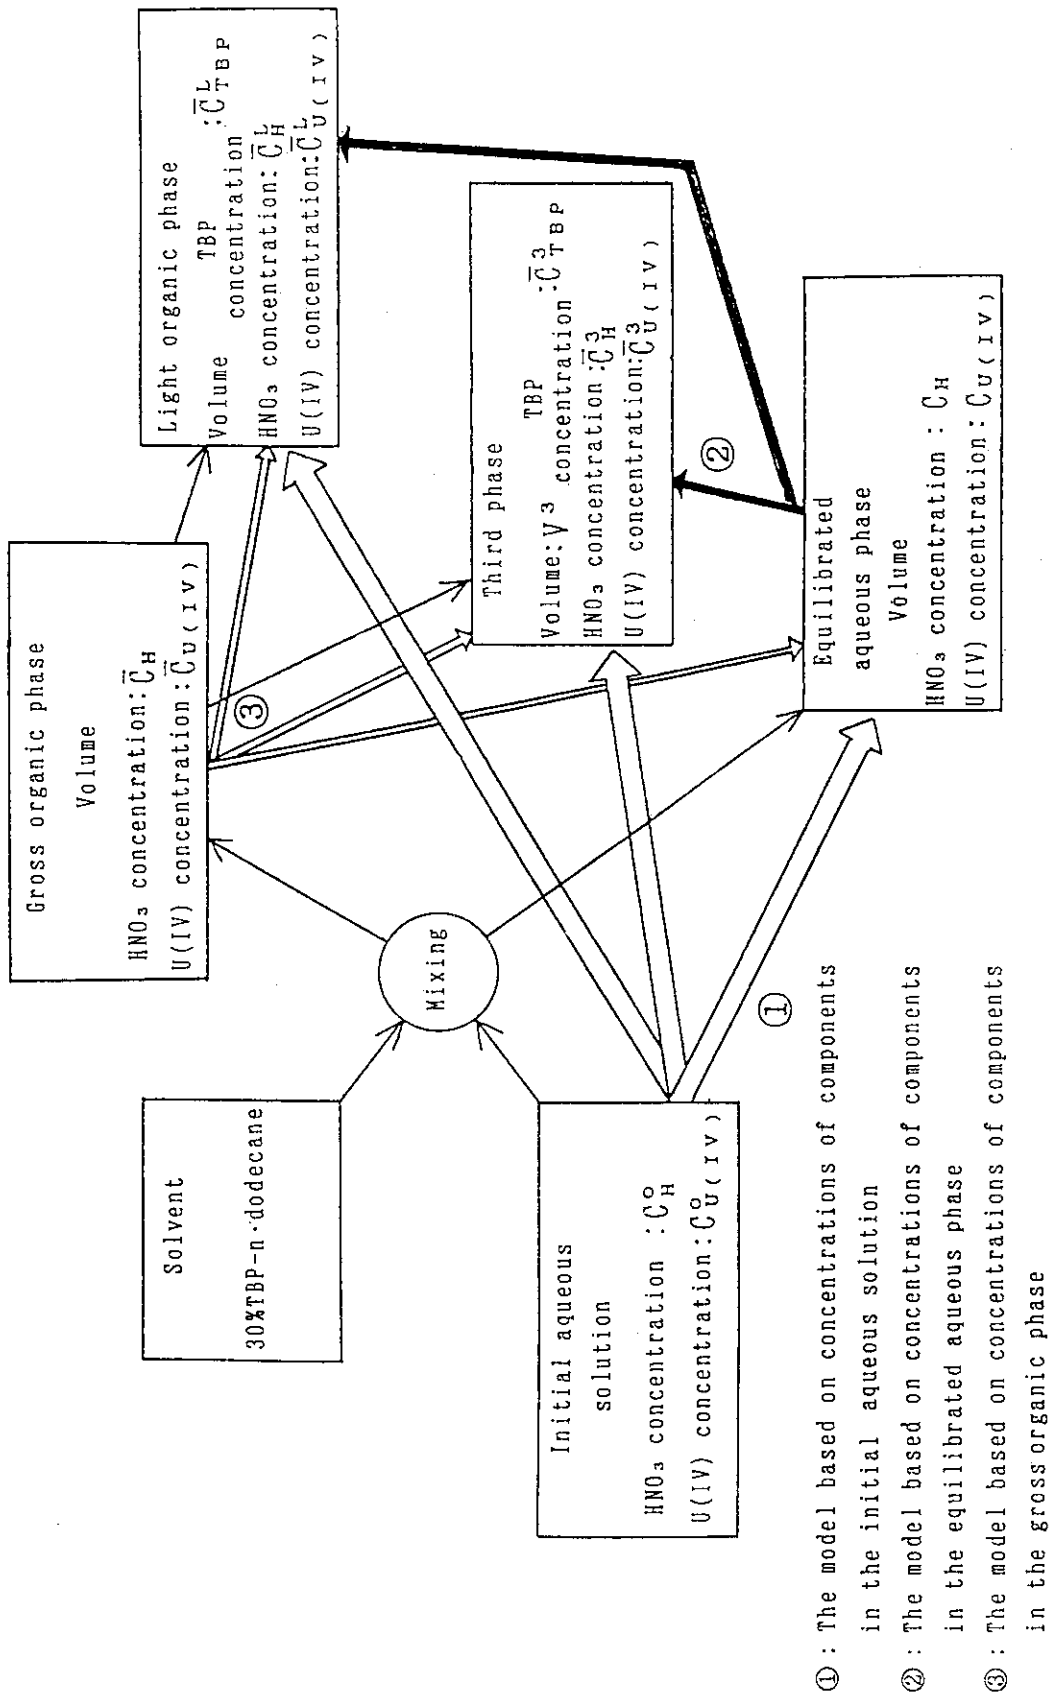 Solvent
30%TBP-n-dodecane
Initial aqueous
solution
HNO₃ concentration :C°H
U(IV) concentration:C°U(IV)
Mixing
Gross organic phase
Volume
HNO₃ concentration:C̄H
U(IV) concentration:C̄U(IV)
Light organic phase
TBP
Volume concentration :C̄ᴸTBP
HNO₃ concentration:C̄ᴸH
U(IV) concentration:C̄ᴸU(IV)
Third phase
TBP
Volume:V³ concentration:C̄³TBP
HNO₃ concentration:C̄³H
U(IV) concentration:C̄³U(IV)
Equilibrated
aqueous phase
Volume
HNO₃ concentration : CH
U(IV) concentration:CU(IV)
①
②
③
①: The model based on concentrations of components
in the initial aqueous solution
②: The model based on concentrations of components
in the equilibrated aqueous phase
③: The model based on concentrations of components
in the gross organic phase